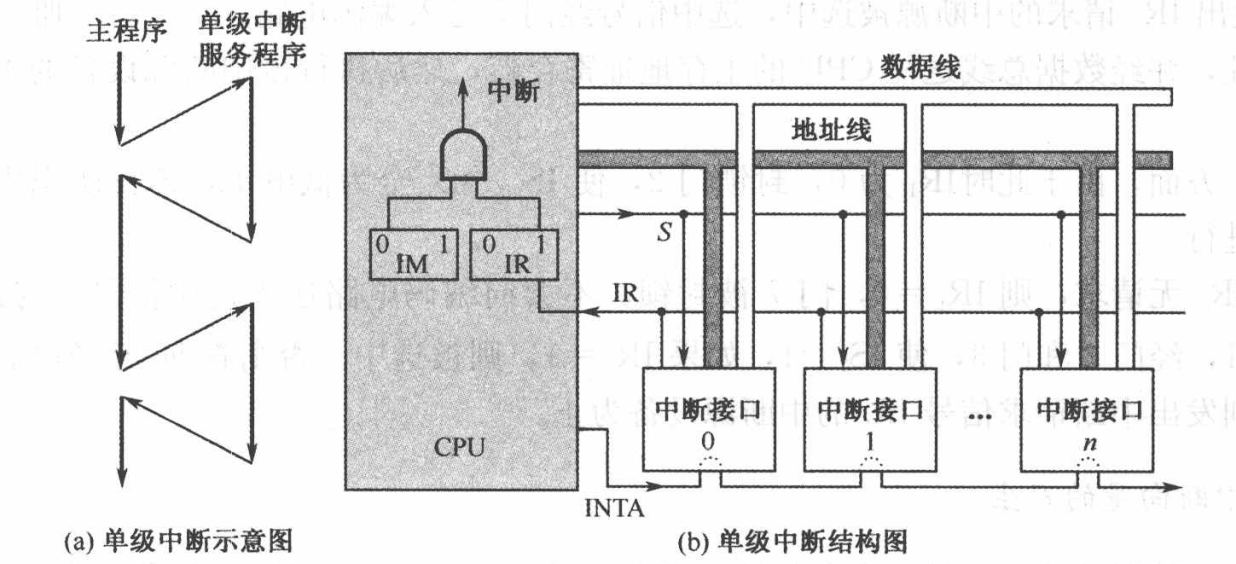 主程序
单级中断
服务程序
(a) 单级中断示意图
中断
0 1
IM
0 1
IR
CPU
数据线
地址线
S
IR
INTA
中断接口
0
中断接口
1
...
中断接口
n
(b) 单级中断结构图